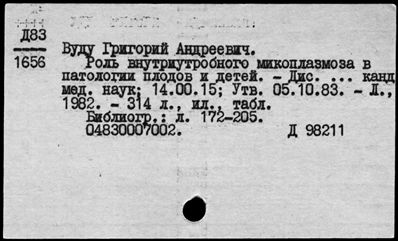 Д83
1656
Вуду Григорий Андреевич.
Роль внутриутробного микоплазмоза в
патологии плодов и детей. - Дис. ... канд.
мед. наук; 14.00.15; Утв. 05.10.83. - Л.,
1982. - 314 л., ил., табл.
Библиогр.: л. 172-205.
04830007002. Д 98211